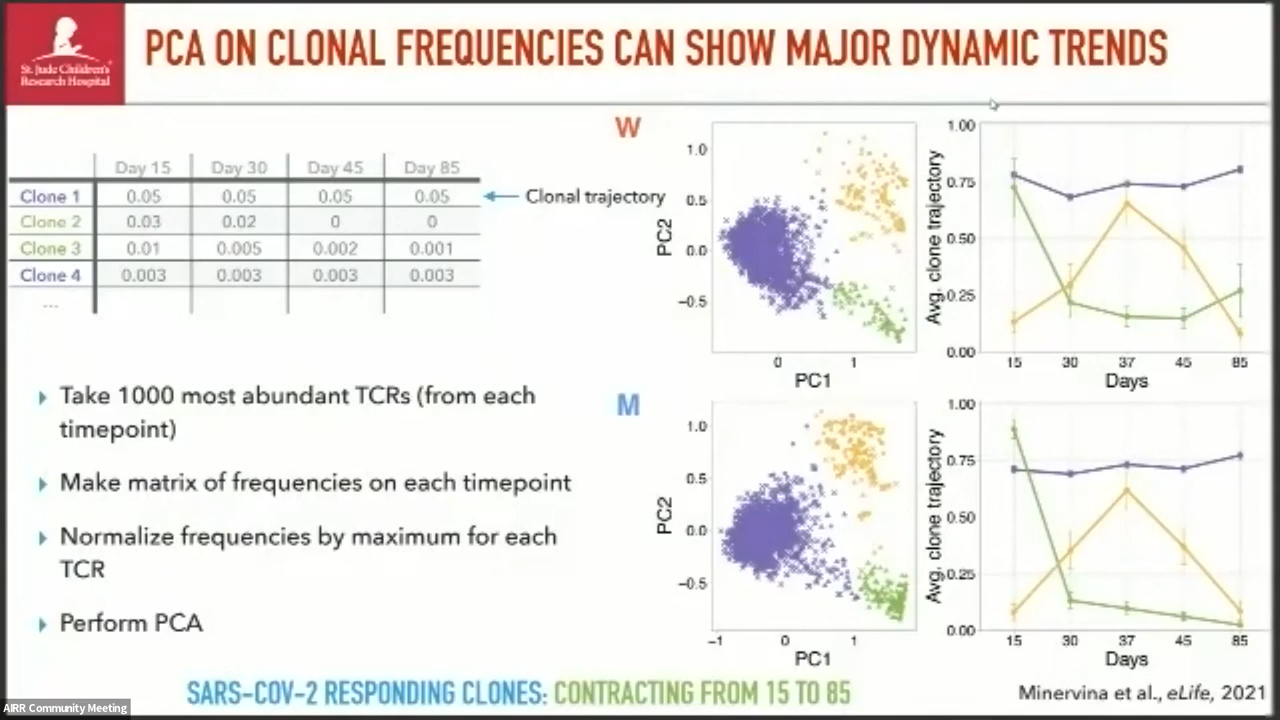 St. Jude Children's
Research Hospital
PCA ON CLONAL FREQUENCIES CAN SHOW MAJOR DYNAMIC TRENDS
Day 15 Day 30 Day 45 Day 85
Clone 1 0.05 0.05 0.05 0.05
Clone 2 0.03 0.02 0 0
Clone 3 0.01 0.005 0.002 0.001
Clone 4 0.003 0.003 0.003 0.003
...
Clonal trajectory
Take 1000 most abundant TCRs (from each
timepoint)
Make matrix of frequencies on each timepoint
Normalize frequencies by maximum for each
TCR
Perform PCA
W
PC2
1.0
0.5
0.0
−0.5
0 1
PC1
Avg. clone trajectory
1.00
0.75
0.50
0.25
0.00
15 30 37 45 85
Days
M
PC2
1.0
0.5
0.0
−0.5
−1 0 1
PC1
Avg. clone trajectory
1.00
0.75
0.50
0.25
0.00
15 30 37 45 85
Days
SARS-COV-2 RESPONDING CLONES: CONTRACTING FROM 15 TO 85
Minervina et al., eLife, 2021
AIRR Community Meeting